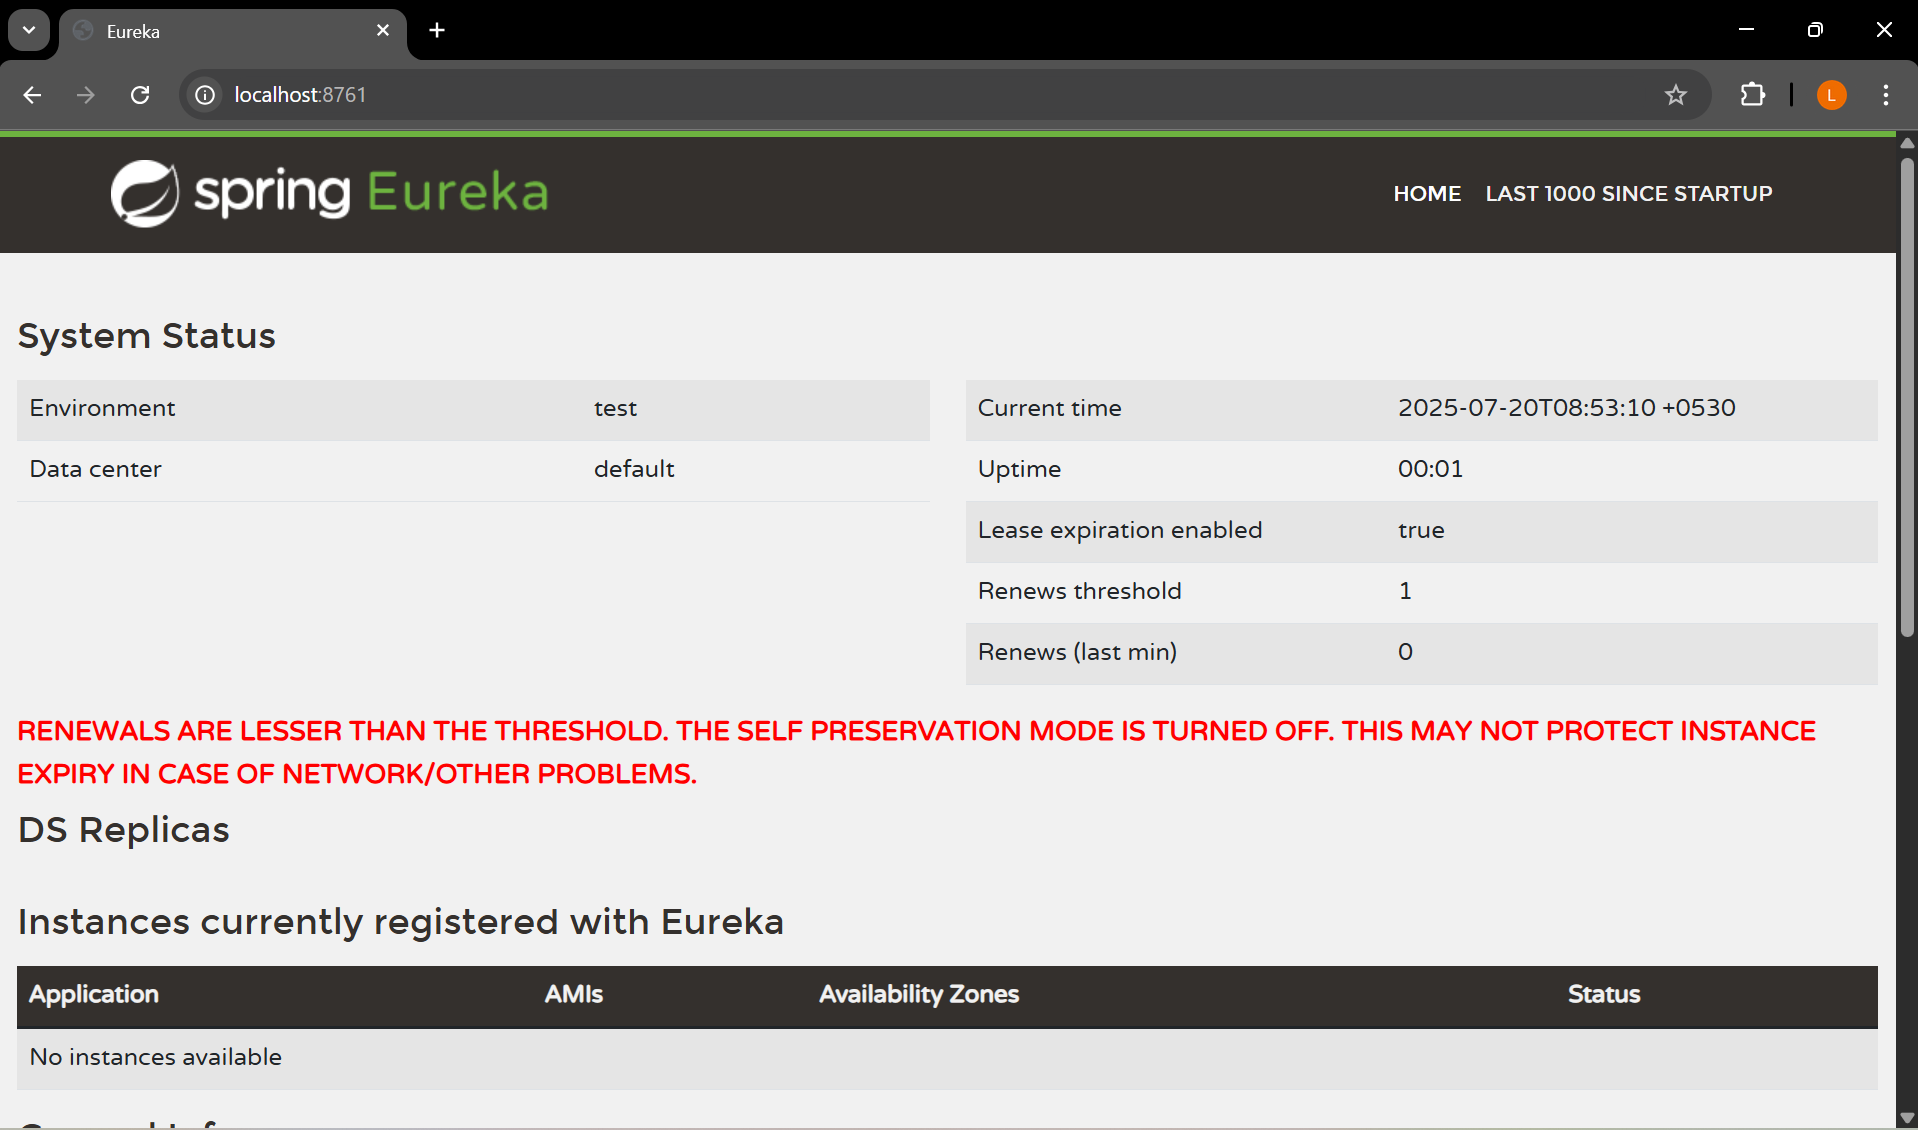 Eureka
localhost:8761
L
spring Eureka
HOME LAST 1000 SINCE STARTUP
System Status
Environment test
Data center default
Current time 2025-07-20T08:53:10 +0530
Uptime 00:01
Lease expiration enabled true
Renews threshold 1
Renews (last min) 0
RENEWALS ARE LESSER THAN THE THRESHOLD. THE SELF PRESERVATION MODE IS TURNED OFF. THIS MAY NOT PROTECT INSTANCE
EXPIRY IN CASE OF NETWORK/OTHER PROBLEMS.
DS Replicas
Instances currently registered with Eureka
Application AMIs Availability Zones Status
No instances available